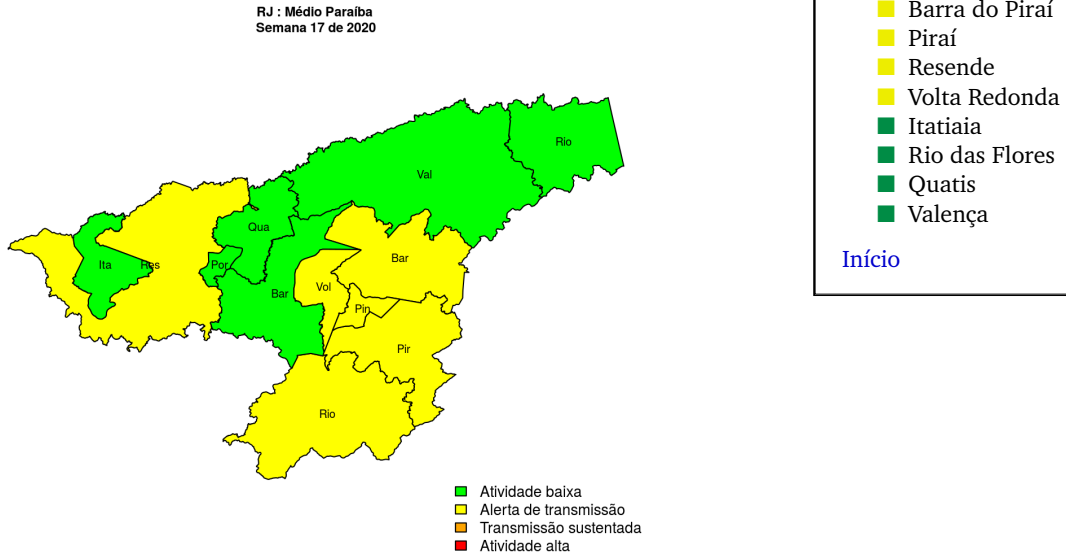 RJ : Médio Paraíba
Semana 17 de 2020
Rio
Val
Qua
Ita
Res
Por
Bar
Bar
Vol
Pin
Pir
Rio
Atividade baixa
Alerta de transmissão
Transmissão sustentada
Atividade alta
Barra do Piraí
Piraí
Resende
Volta Redonda
Itatiaia
Rio das Flores
Quatis
Valença
Início